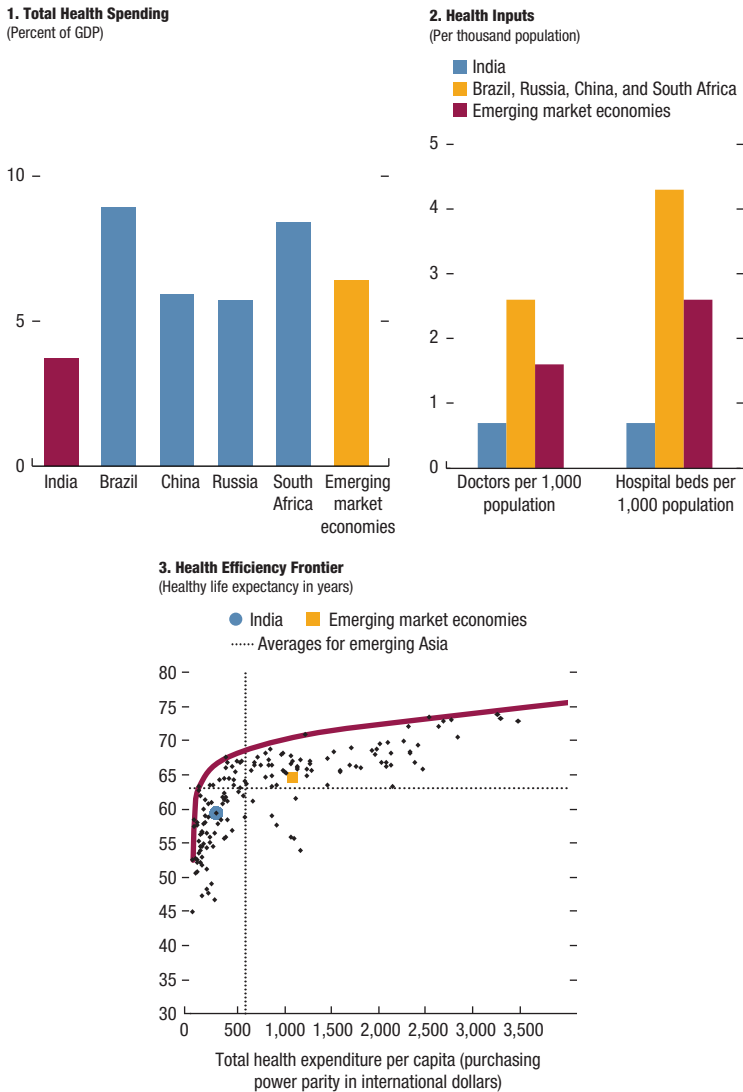 1. Total Health Spending
(Percent of GDP)
10
5
0
India
Brazil
China
Russia
South
Africa
Emerging
market
economies
2. Health Inputs
(Per thousand population)
India
Brazil, Russia, China, and South Africa
Emerging market economies
5
4
3
2
1
0
Doctors per 1,000
population
Hospital beds per
1,000 population
3. Health Efficiency Frontier
(Healthy life expectancy in years)
India
Emerging market economies
Averages for emerging Asia
80
75
70
65
60
55
50
45
40
35
30
0 500 1,000 1,500 2,000 2,500 3,000 3,500
Total health expenditure per capita (purchasing
power parity in international dollars)